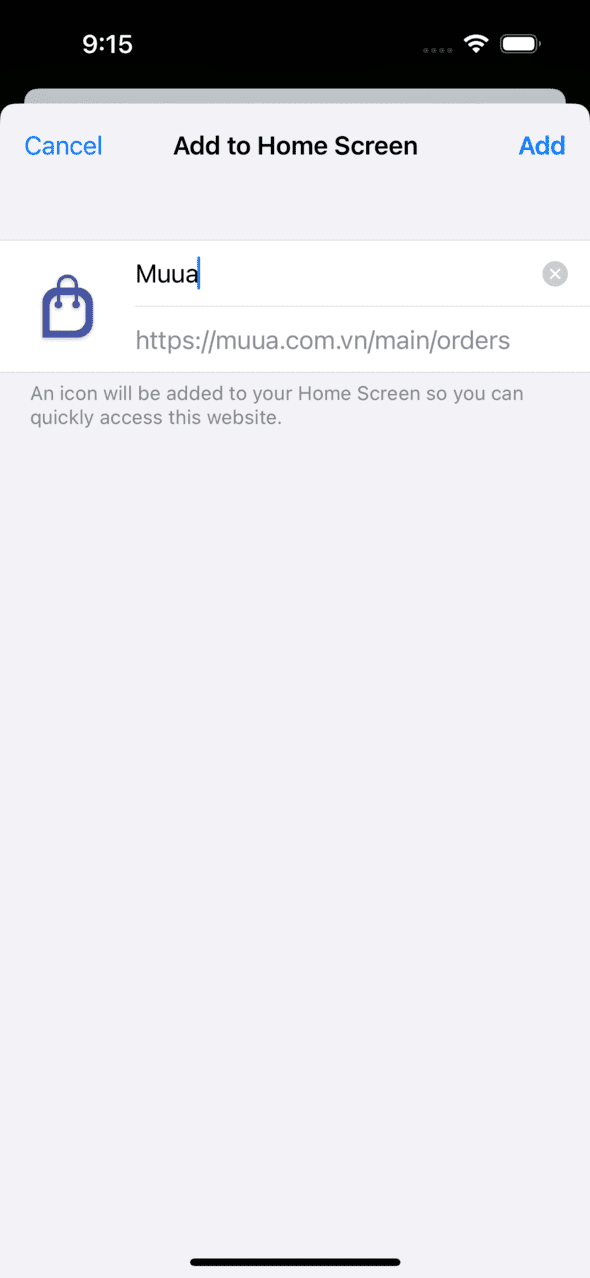 9:15
Cancel Add to Home Screen Add
Muua
https://muua.com.vn/main/orders
An icon will be added to your Home Screen so you can
quickly access this website.